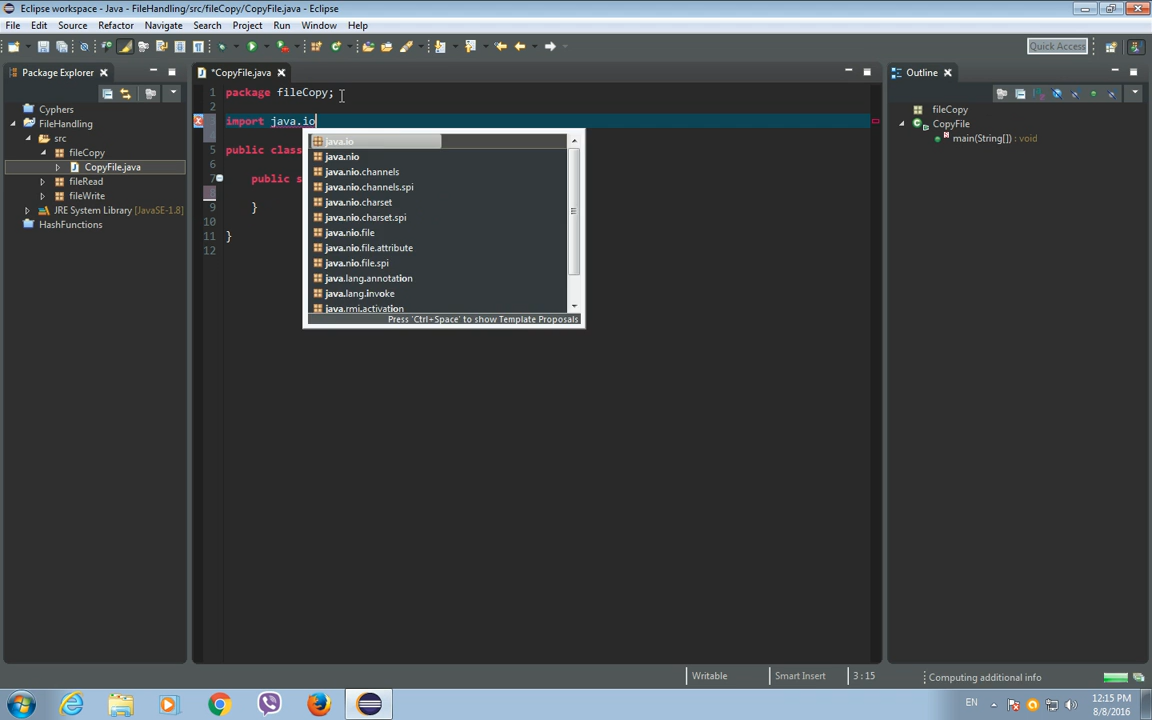 Eclipse workspace - Java - FileHandling/src/fileCopy/CopyFile.java - Eclipse
File Edit Source Refactor Navigate Search Project Run Window Help
Quick Access
Package Explorer
*CopyFile.java
Outline
Cyphers
FileHandling
src
fileCopy
CopyFile.java
fileRead
fileWrite
JRE System Library [JavaSE-1.8]
HashFunctions
1 package fileCopy;
2
import java.io
5 public class
6
7 public s
9 }
10
11 }
12
java.io
java.nio
java.nio.channels
java.nio.channels.spi
java.nio.charset
java.nio.charset.spi
java.nio.file
java.nio.file.attribute
java.nio.file.spi
java.lang.annotation
java.lang.invoke
java.rmi.activation
Press 'Ctrl+Space' to show Template Proposals
fileCopy
CopyFile
main(String[]) : void
Writable
Smart Insert
3 : 15
Computing additional info
EN
12:15 PM
8/8/2016